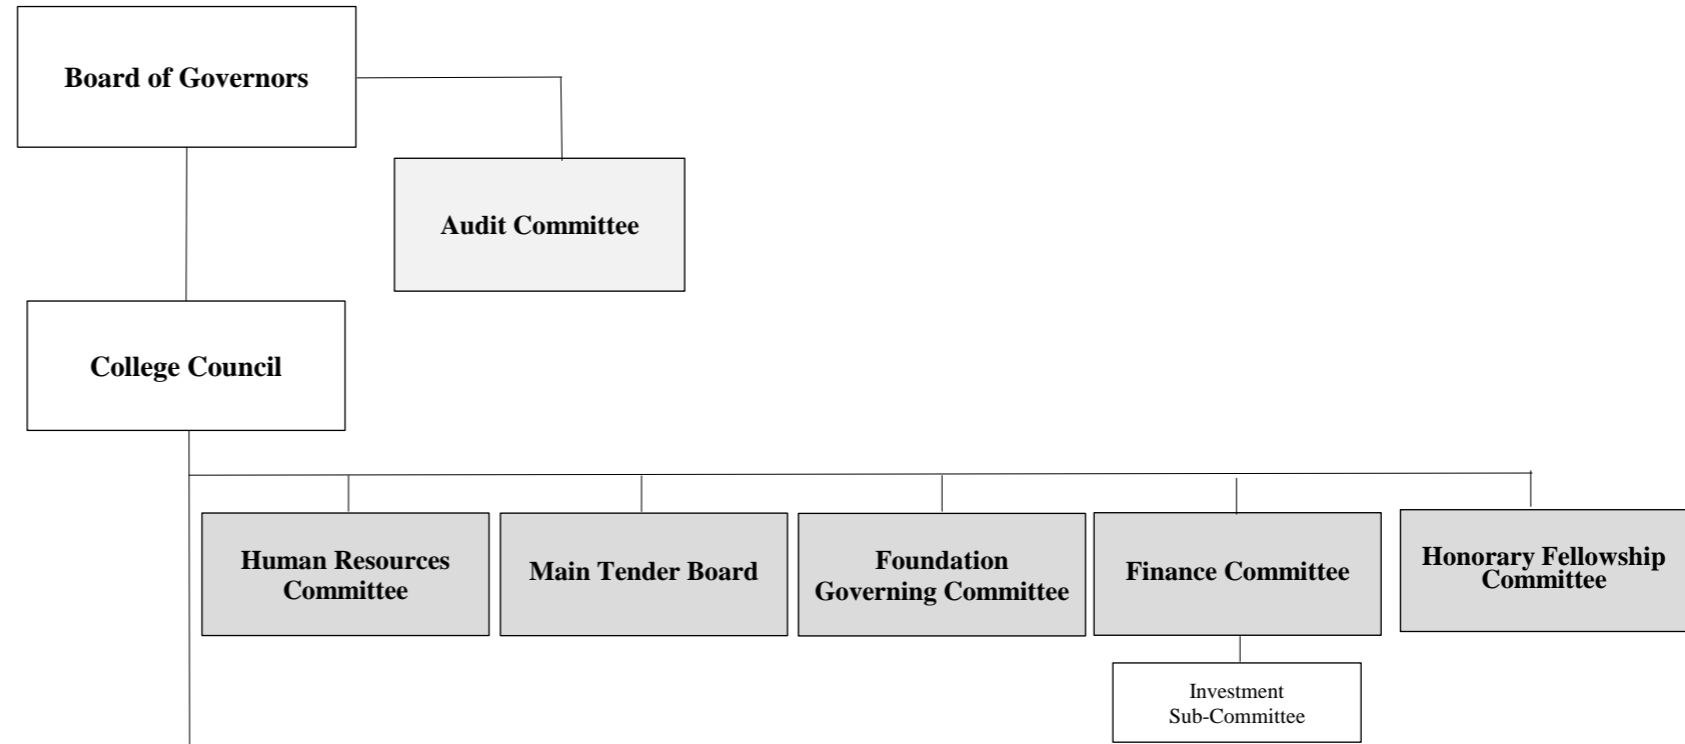 Board of Governors
Audit Committee
College Council
Human Resources
Committee
Main Tender Board
Foundation
Governing Committee
Finance Committee
Honorary Fellowship
Committee
Investment
Sub-Committee